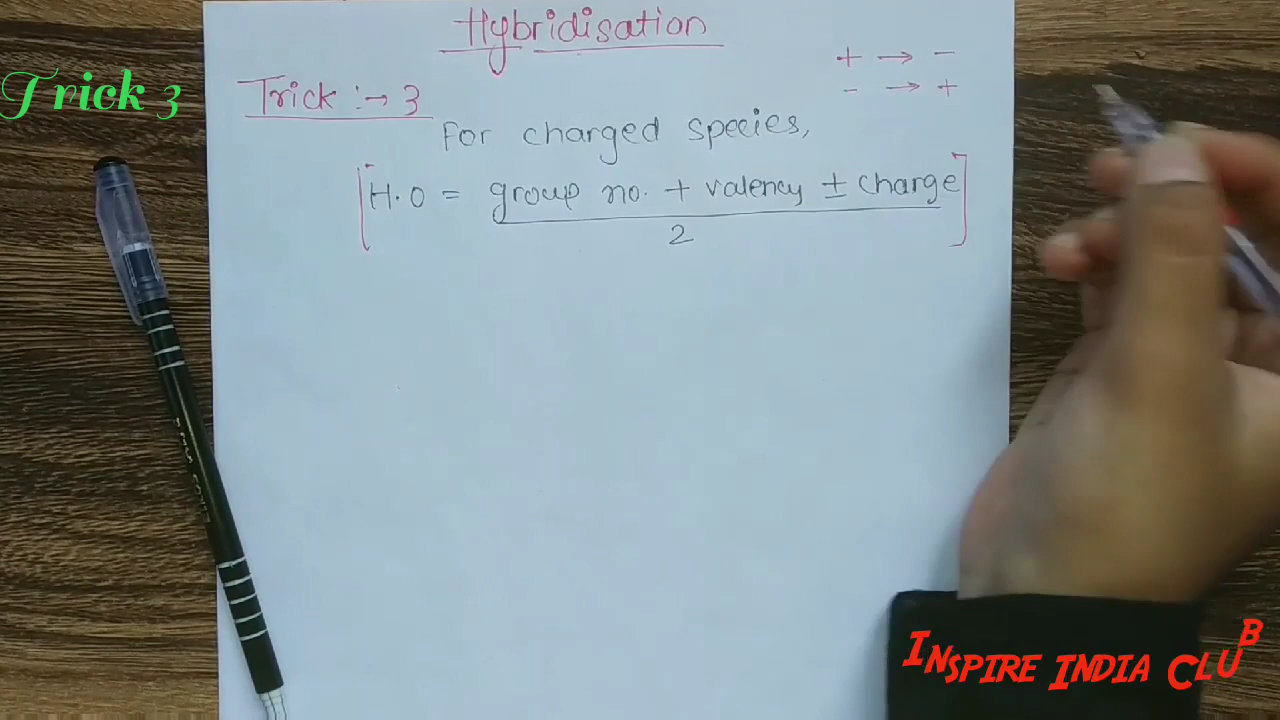 Hybridisation
+ → -
- → +
Trick 3
Trick :→ 3
For charged species,
[H.O = group no. + valency ± charge]
2
INSPIRE INDIA CLUB